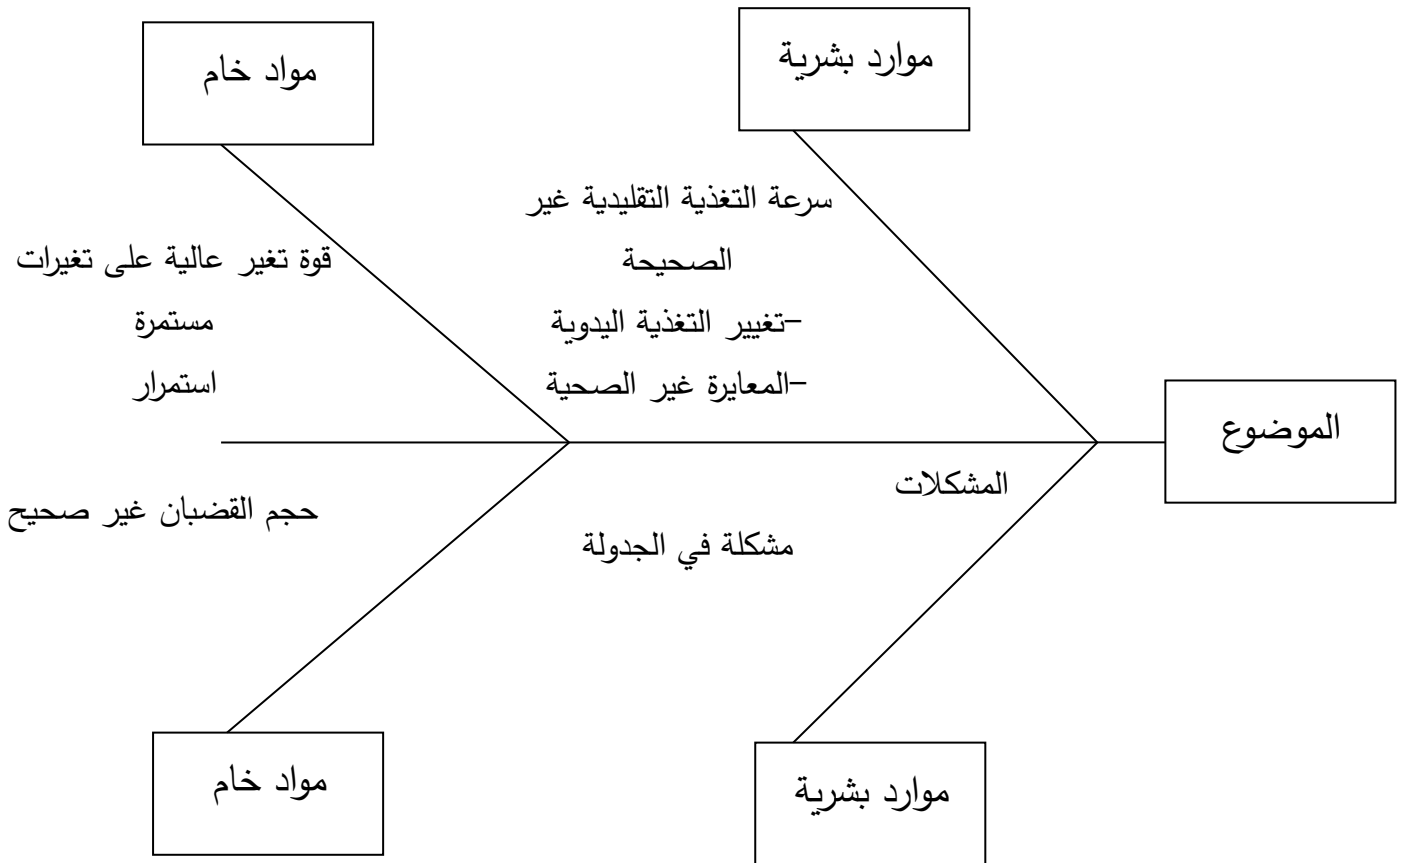 موارد بشرية
مواد خام
سرعة التغذية التقليدية غير
الصحيحة
-تغيير التغذية اليدوية
-المعايرة غير الصحية
قوة تغير عالية على تغيرات
مستمرة
استمرار
الموضوع
المشكلات
مشكلة في الجدولة
حجم القضبان غير صحيح
موارد بشرية
مواد خام